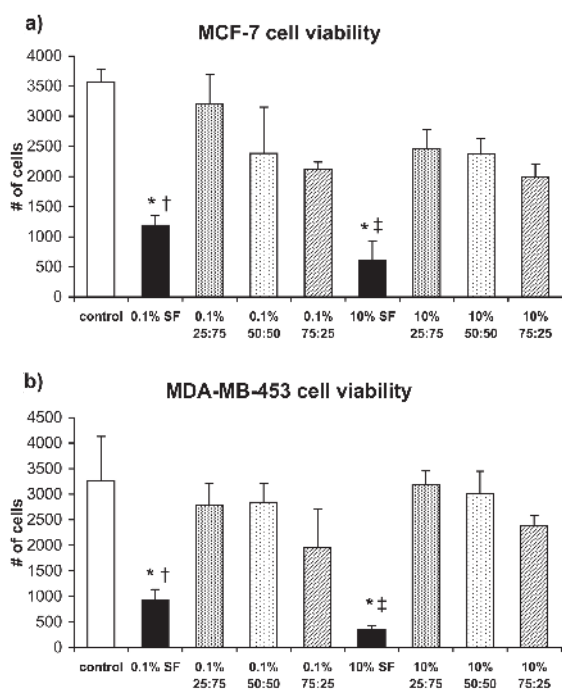 a)
MCF-7 cell viability
# of cells
4000
3500
3000
2500
2000
1500
1000
500
0
* †
* ‡
control 0.1% SF 0.1% 0.1% 0.1% 10% SF 10% 10% 10%
25:75 50:50 75:25 25:75 50:50 75:25
b)
MDA-MB-453 cell viability
# of cells
4500
4000
3500
3000
2500
2000
1500
1000
500
0
* †
*‡
control 0.1% SF 0.1% 0.1% 0.1% 10% SF 10% 10% 10%
25:75 50:50 75:25 25:75 50:50 75:25